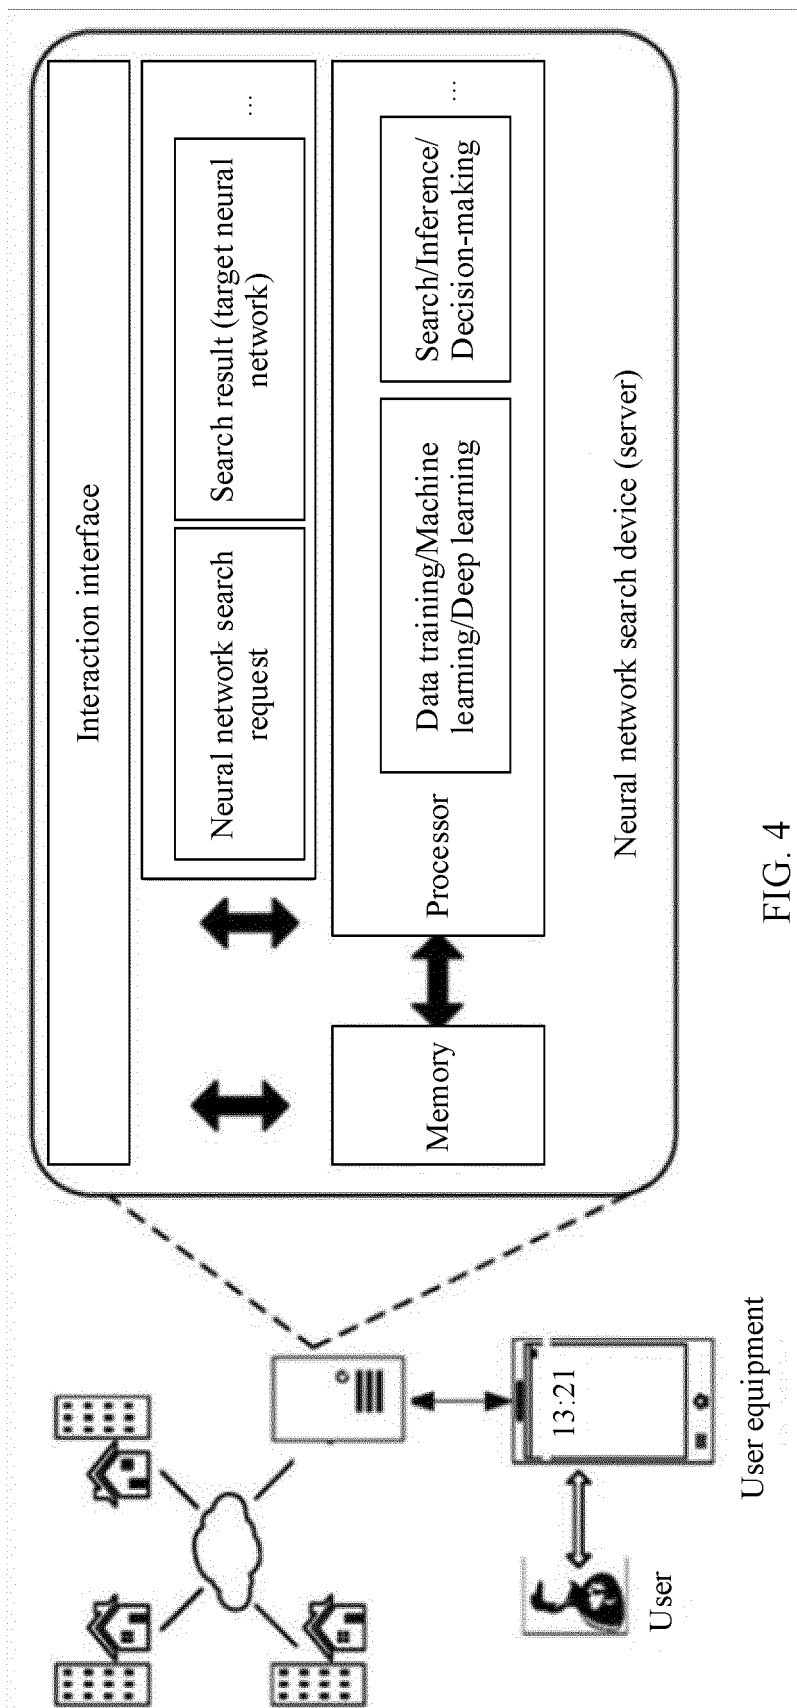 Interaction interface
Neural network search
request
Search result (target neural
network)
...
Memory
Processor
Data training/Machine
learning/Deep learning
Search/Inference/
Decision-making
...
Neural network search device (server)
13:21
User
User equipment
FIG. 4